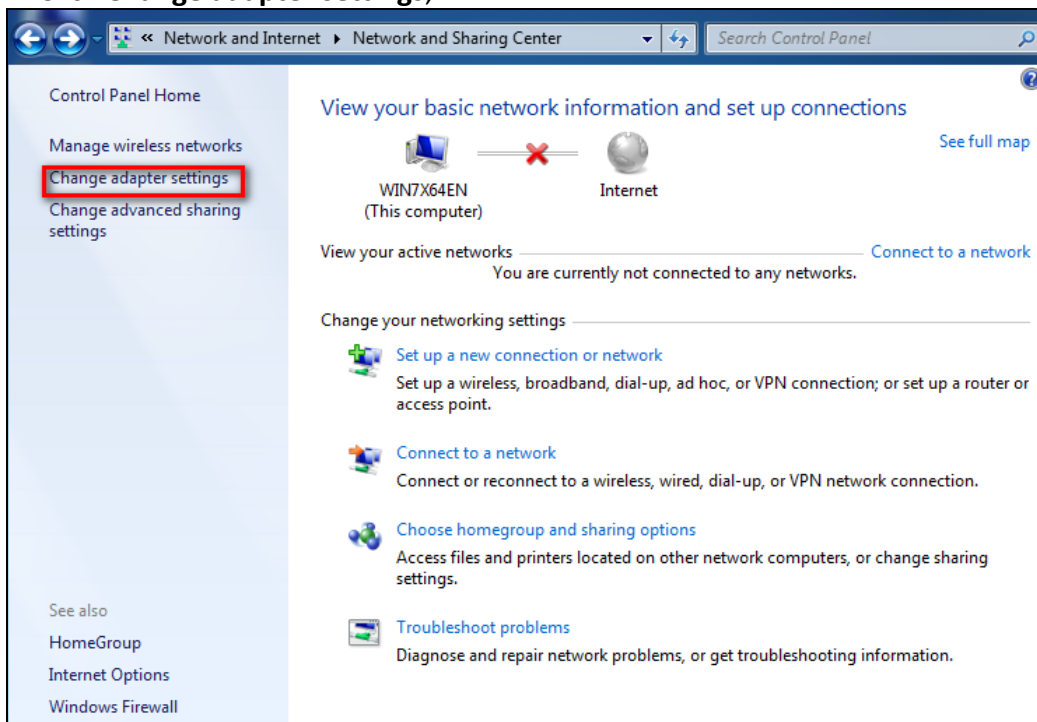 « Network and Internet ▸ Network and Sharing Center
Search Control Panel
Control Panel Home
Manage wireless networks
Change adapter settings
Change advanced sharing
settings
See also
HomeGroup
Internet Options
Windows Firewall
View your basic network information and set up connections
See full map
WIN7X64EN
(This computer)
Internet
View your active networks
Connect to a network
You are currently not connected to any networks.
Change your networking settings
Set up a new connection or network
Set up a wireless, broadband, dial-up, ad hoc, or VPN connection; or set up a router or
access point.
Connect to a network
Connect or reconnect to a wireless, wired, dial-up, or VPN network connection.
Choose homegroup and sharing options
Access files and printers located on other network computers, or change sharing
settings.
Troubleshoot problems
Diagnose and repair network problems, or get troubleshooting information.